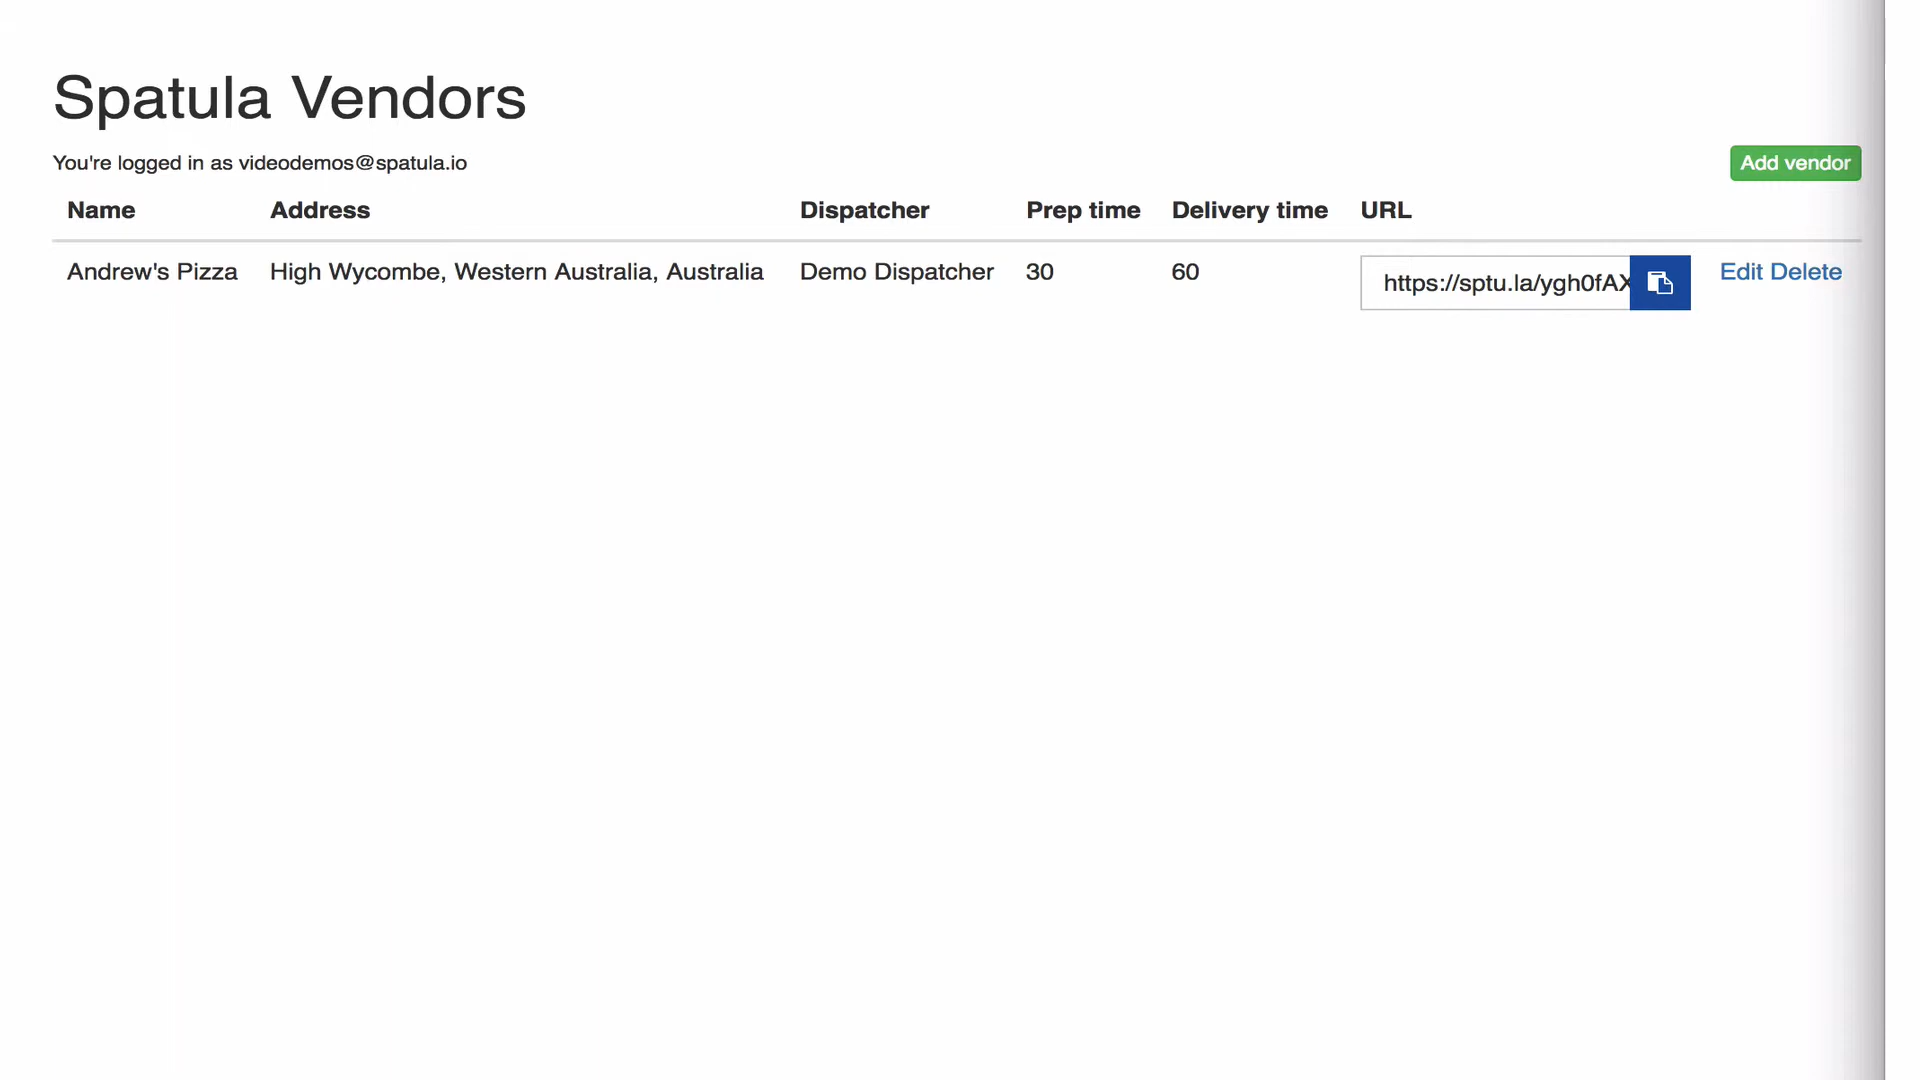 Spatula Vendors
You're logged in as videodemos@spatula.io
Add vendor
Name Address Dispatcher Prep time Delivery time URL
Andrew's Pizza High Wycombe, Western Australia, Australia Demo Dispatcher 30 60 https://sptu.la/ygh0fAX Edit Delete